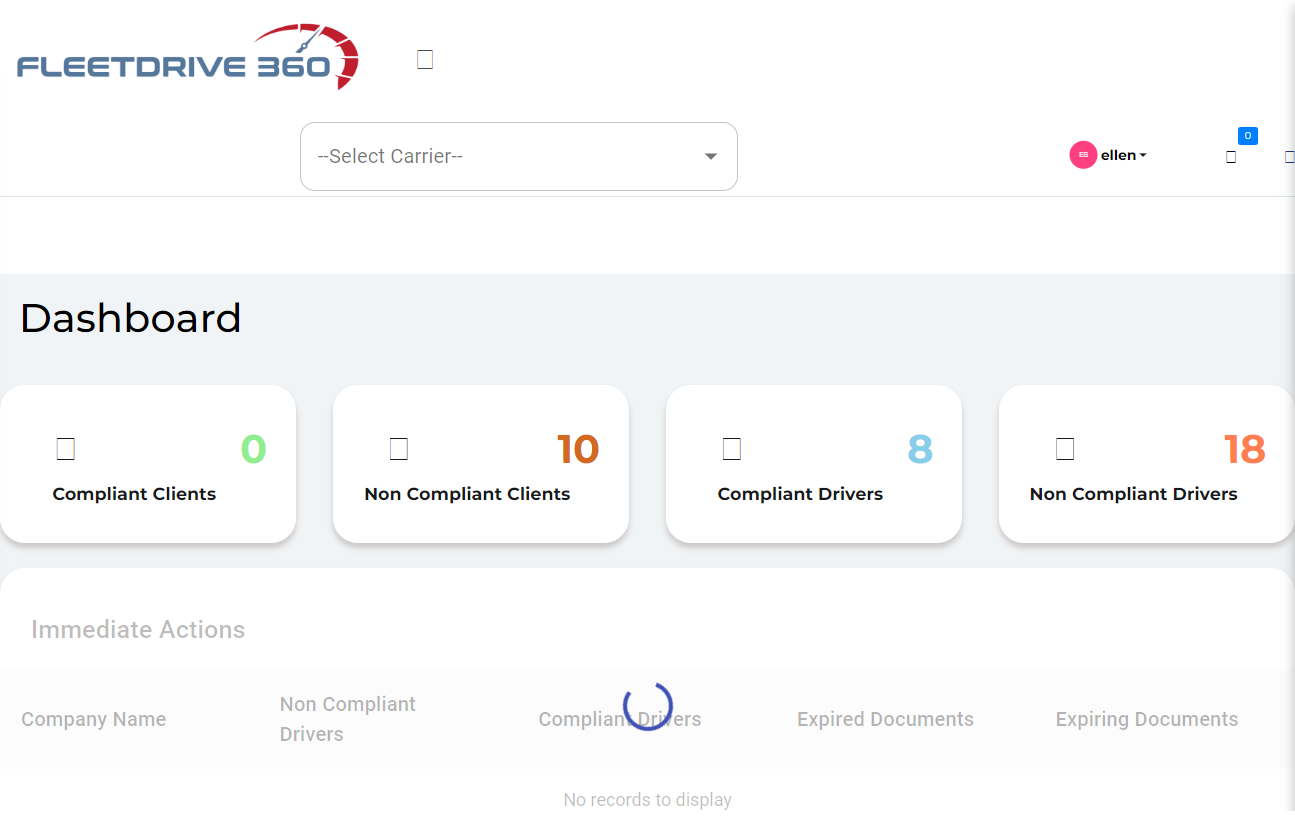 FLEETDRIVE 360
--Select Carrier--
ES ellen
0
Dashboard
0
Compliant Clients
10
Non Compliant Clients
8
Compliant Drivers
18
Non Compliant Drivers
Immediate Actions
Company Name
Non Compliant
Drivers
Compliant Drivers
Expired Documents
Expiring Documents
No records to display